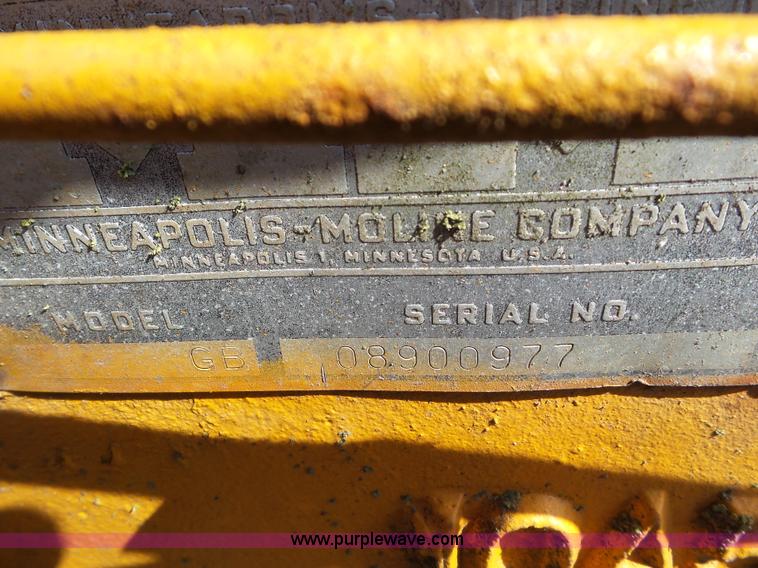 MINNEAPOLIS-MOLINE COMPANY
MINNEAPOLIS 1, MINNESOTA U.S.A.
MODEL SERIAL NO.
GB 08900977
www.purplewave.com